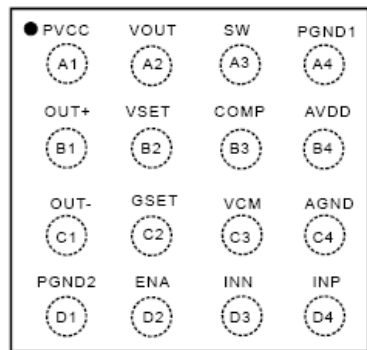 PVCC VOUT SW PGND1
A1 A2 A3 A4
OUT+ VSET COMP AVDD
B1 B2 B3 B4
OUT- GSET VCM AGND
C1 C2 C3 C4
PGND2 ENA INN INP
D1 D2 D3 D4